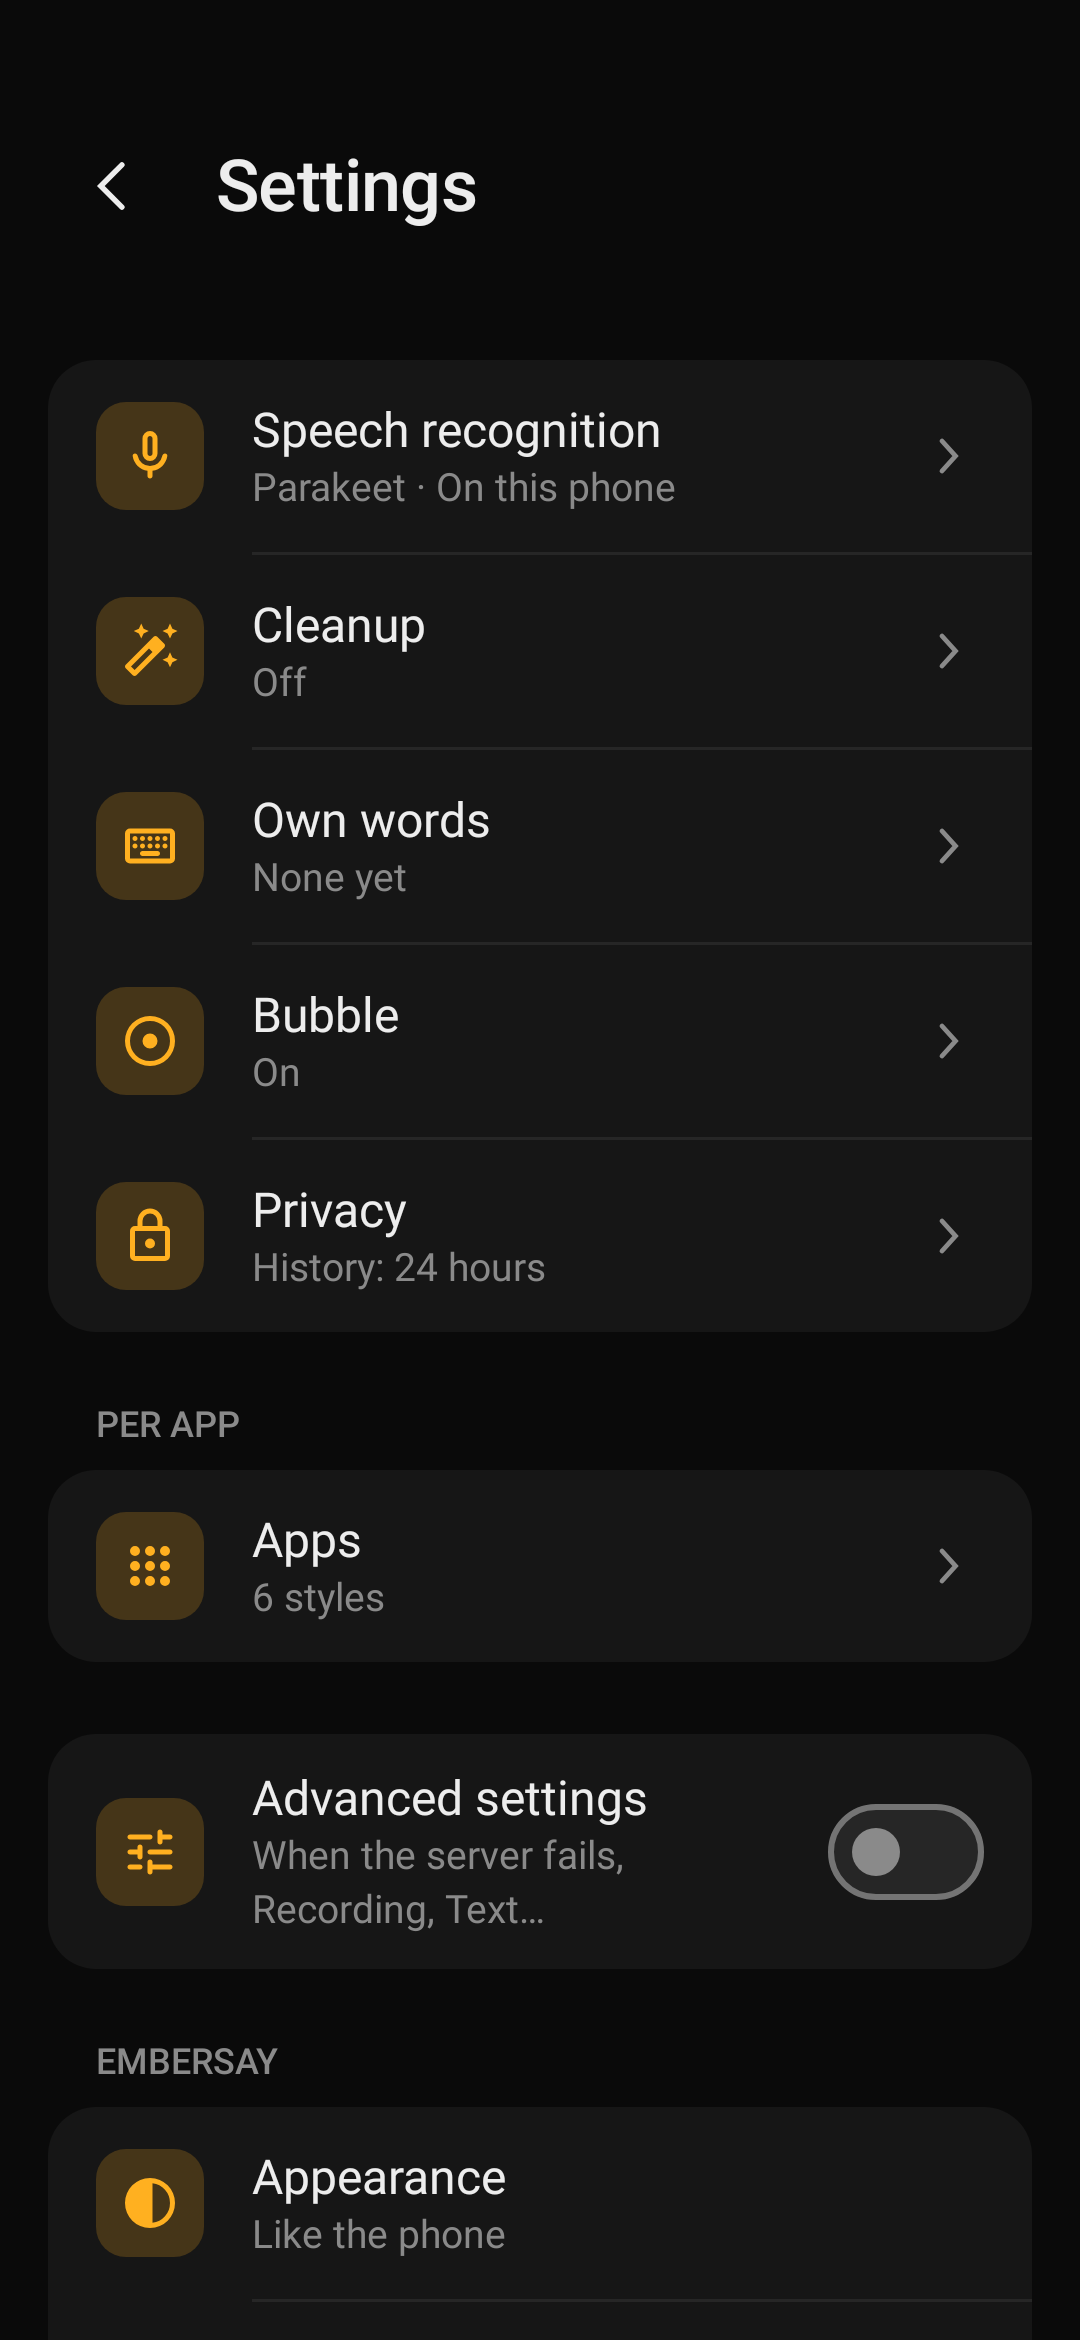 Settings
Speech recognition
Parakeet · On this phone
Cleanup
Off
Own words
None yet
Bubble
On
Privacy
History: 24 hours
PER APP
Apps
6 styles
Advanced settings
When the server fails,
Recording, Text…
EMBERSAY
Appearance
Like the phone